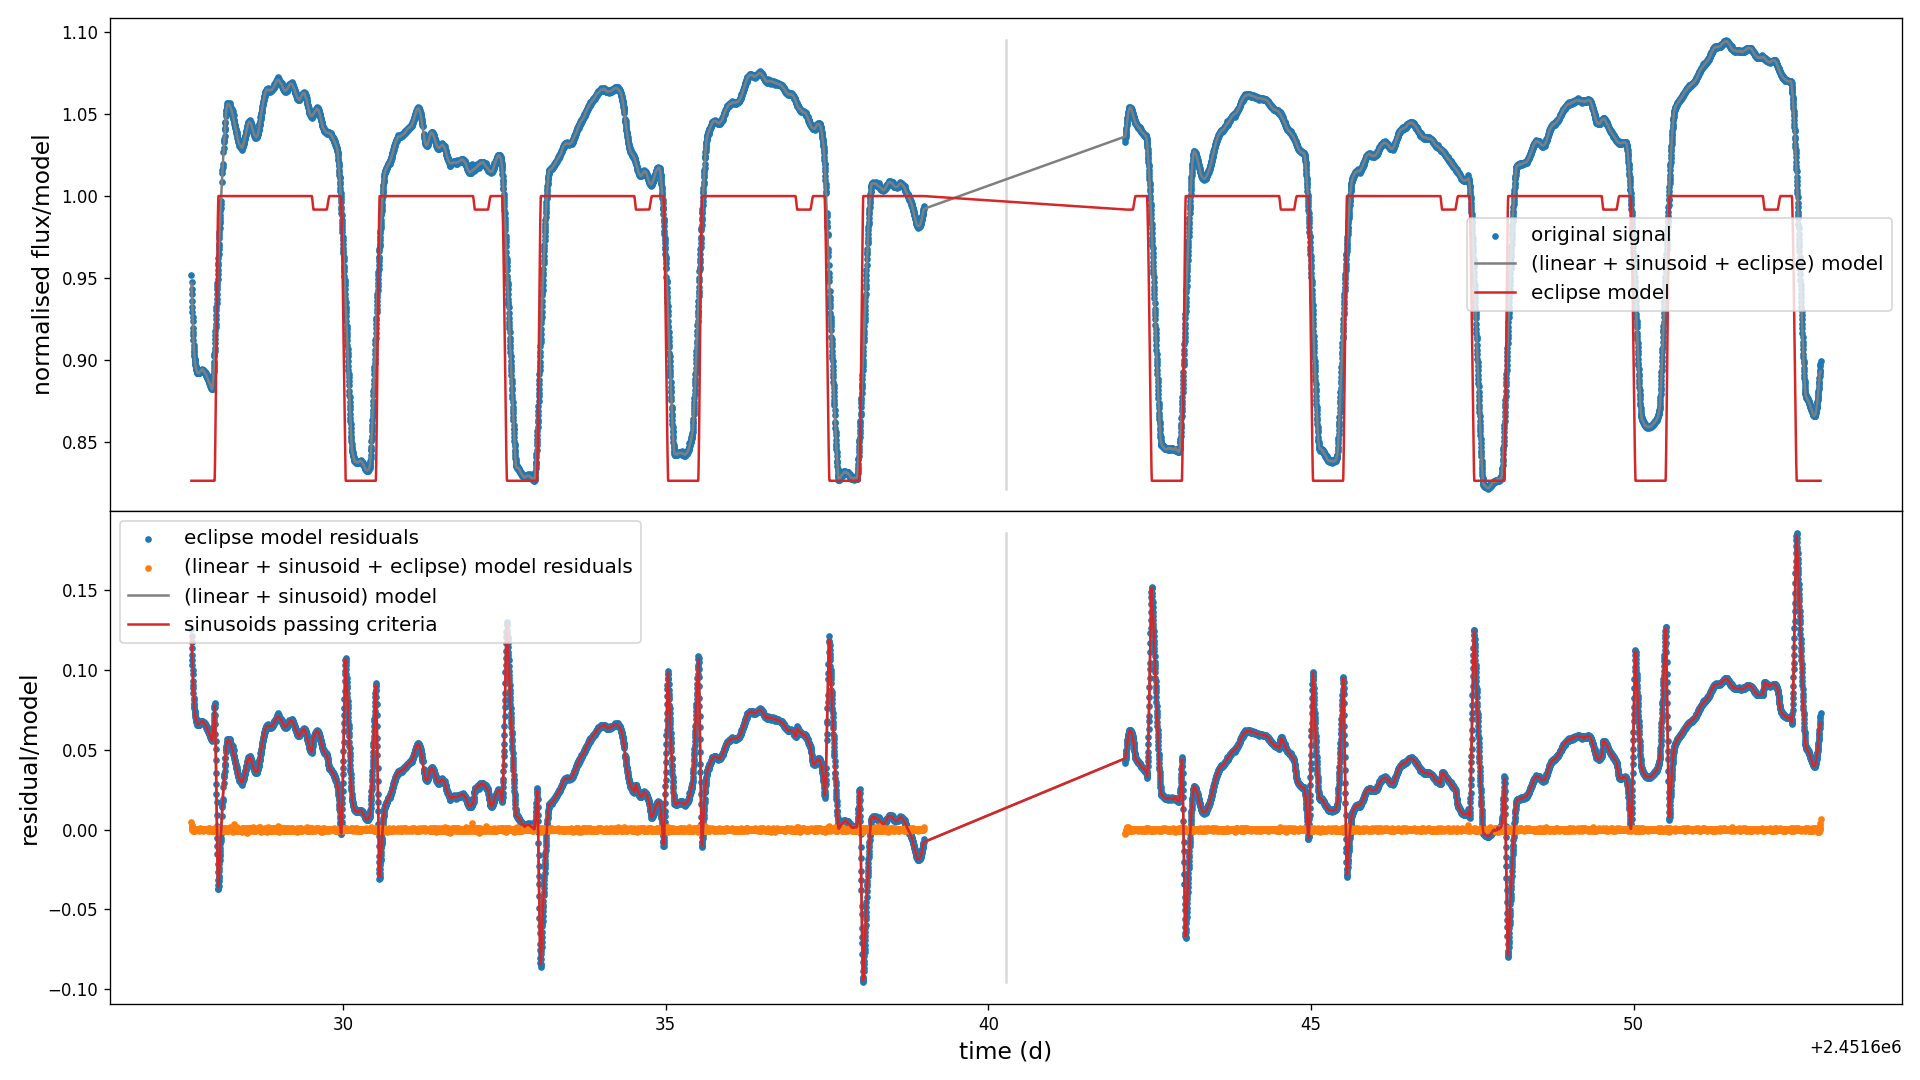 1.10
1.05
1.00
0.95
0.90
0.85
normalised flux/model
original signal
(linear + sinusoid + eclipse) model
eclipse model
eclipse model residuals
(linear + sinusoid + eclipse) model residuals
(linear + sinusoid) model
sinusoids passing criteria
0.15
0.10
0.05
0.00
−0.05
−0.10
residual/model
30
35
40
45
50
time (d)
+2.4516e6